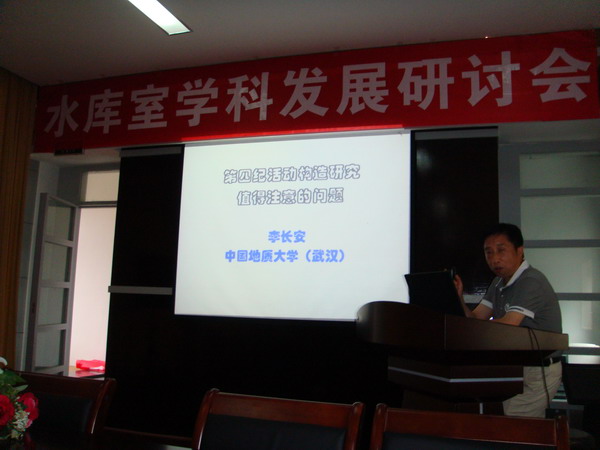 水库室学科发展研讨会
第四纪活动构造研究
值得注意的问题
李长安
中国地质大学（武汉）